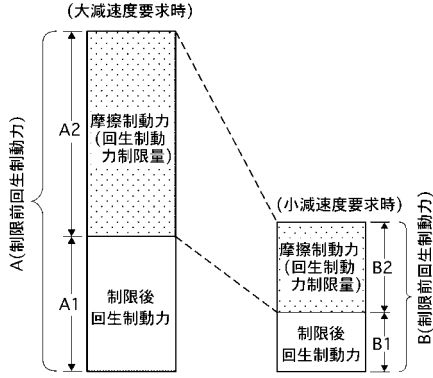 (大減速度要求時)
A(制限前回生制動力)
A2
摩擦制動力
(回生制動
力制限量)
A1
制限後
回生制動力
(小減速度要求時)
摩擦制動力
(回生制動
力制限量)
B2
制限後
回生制動力
B1
B(制限前回生制動力)